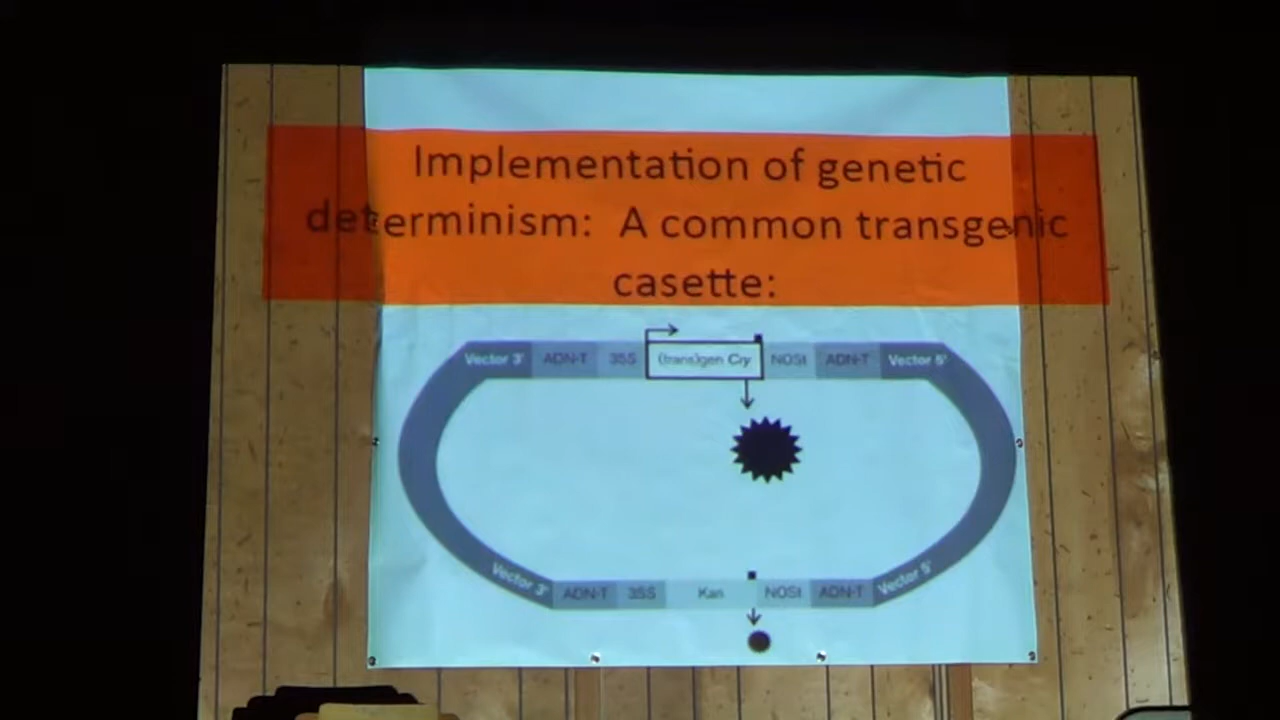 Implementation of genetic
determinism: A common transgenic
casette:
Vector 3' ADN-T 35S (trans)gen Cry NOSt ADN-T Vector 5'
Vector 3' ADN-T 35S Kan NOSt ADN-T Vector 5'